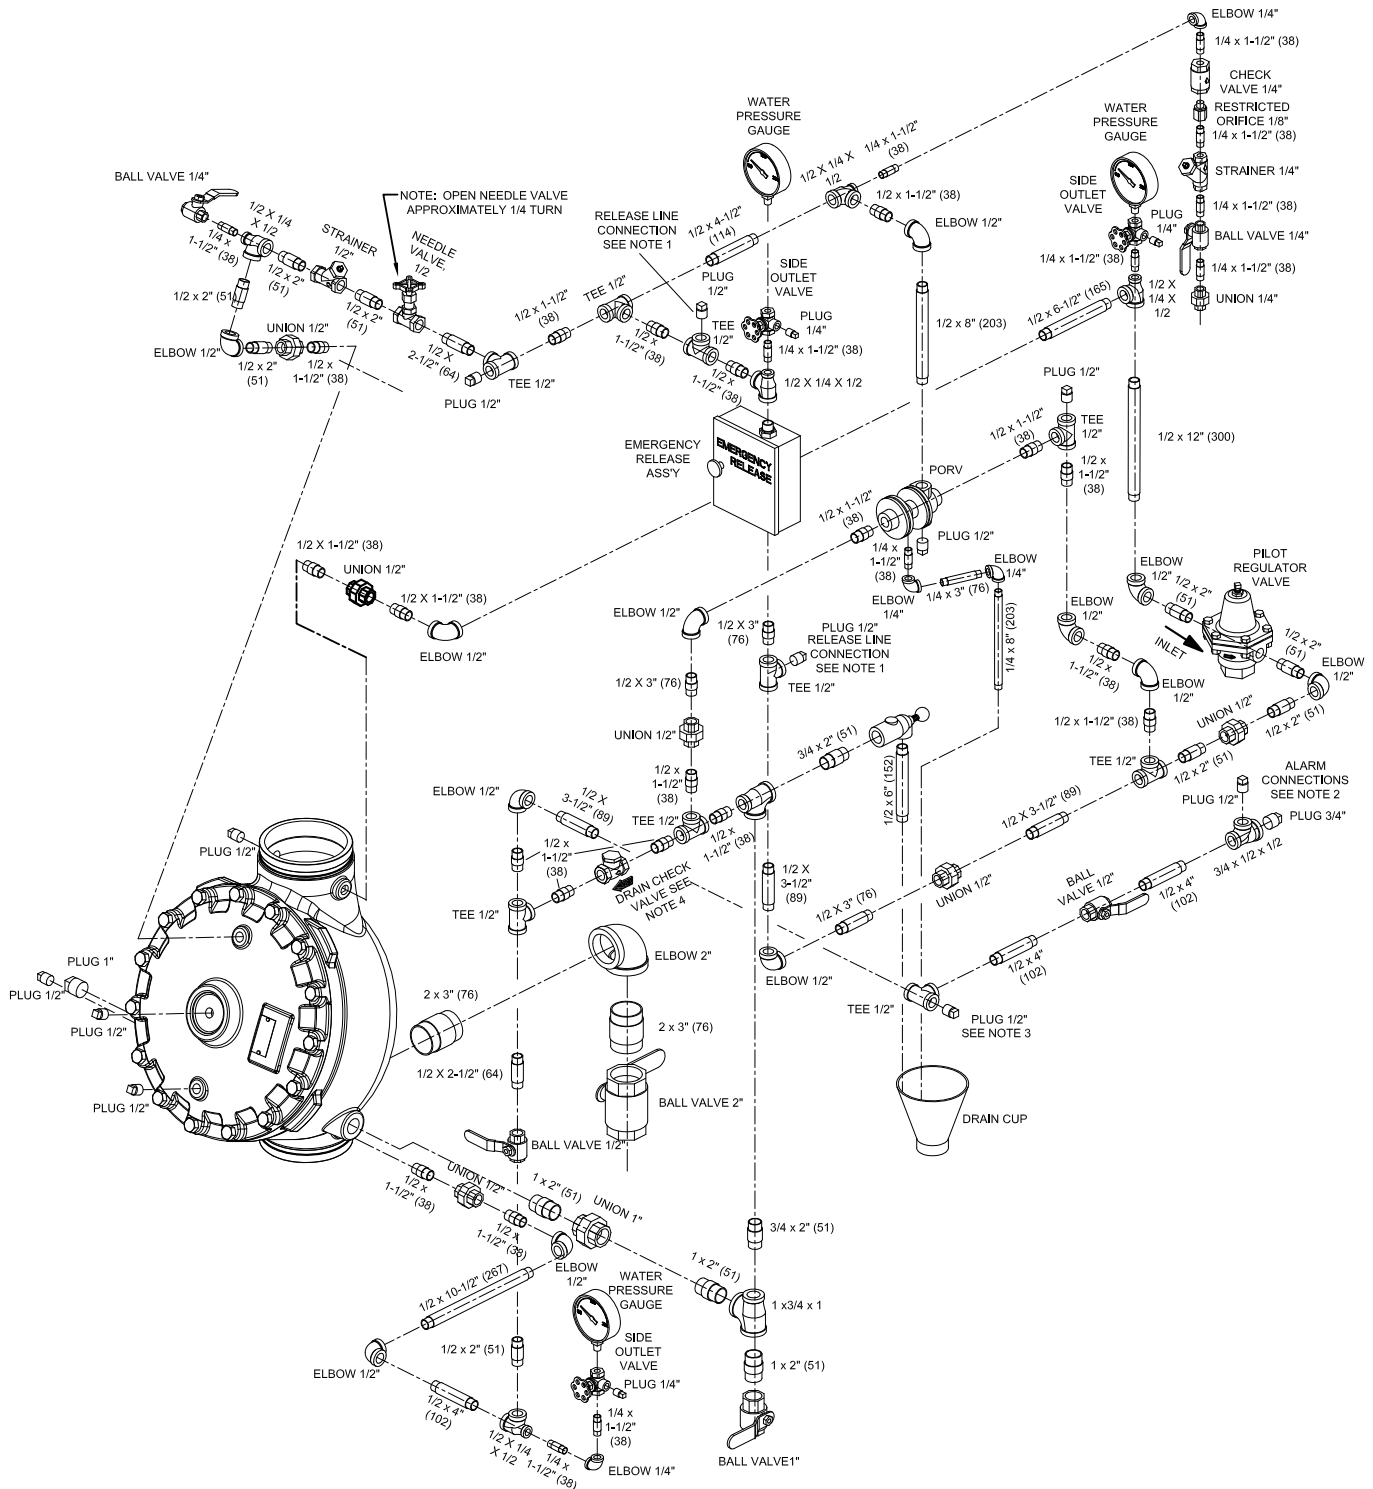 ELBOW 1/4"
1/4 x 1-1/2" (38)
CHECK
VALVE 1/4"
RESTRICTED
ORIFICE 1/8"
1/4 x 1-1/2" (38)
STRAINER 1/4"
1/4 x 1-1/2" (38)
BALL VALVE 1/4"
1/4 x 1-1/2" (38)
UNION 1/4"
WATER
PRESSURE
GAUGE
SIDE
OUTLET
VALVE
PLUG
1/4"
1/4 x 1-1/2" (38)
1/2 X
1/4 X
1/2
1/2 x 6-1/2" (165)
WATER
PRESSURE
GAUGE
1/2 X 1/4 X
1/2
1/4 x 1-1/2"
(38)
1/2 x 1-1/2" (38)
ELBOW 1/2"
1/2 x 8" (203)
BALL VALVE 1/4"
NOTE: OPEN NEEDLE VALVE
APPROXIMATELY 1/4 TURN
1/2 X 1/4
X 1/2
1/4 x
1-1/2" (38)
STRAINER
1/2"
NEEDLE
VALVE,
1/2
1/2 x 2"
(51)
1/2 x 2" (51)
1/2 x 2"
(51)
RELEASE LINE
CONNECTION
SEE NOTE 1
1/2 X 4-1/2"
(114)
PLUG
1/2"
SIDE
OUTLET
VALVE
PLUG
1/4"
1/4 x 1-1/2" (38)
TEE 1/2"
1/2 x 1-1/2"
(38)
TEE
1/2"
1/2 x
1-1/2" (38)
1/2 x
1-1/2" (38)
1/2 X 1/4 X 1/2
UNION 1/2"
ELBOW 1/2"
1/2 x 2"
(51)
1/2 x
1-1/2" (38)
1/2 X
2-1/2" (64)
TEE 1/2"
PLUG 1/2"
PLUG 1/2"
1/2 x 1-1/2"
(38)
TEE
1/2"
1/2 x 12" (300)
1/2 x
1-1/2"
(38)
EMERGENCY
RELEASE
ASS'Y
EMERGENCY
RELEASE
PORV
1/2 x 1-1/2"
(38)
PLUG 1/2"
1/4 x
1-1/2"
(38)
ELBOW
1/4"
1/4 x 3" (76)
ELBOW
1/4"
1/4 x 8" (203)
ELBOW
1/2"
1/2 x 2"
(51)
PILOT
REGULATOR
VALVE
INLET
1/2 x 2"
(51)
ELBOW
1/2"
ELBOW
1/2"
1/2 x
1-1/2" (38)
ELBOW
1/2"
1/2 x 1-1/2" (38)
1/2 X 1-1/2" (38)
UNION 1/2"
1/2 X 1-1/2" (38)
ELBOW 1/2"
ELBOW 1/2"
1/2 X 3"
(76)
PLUG 1/2"
RELEASE LINE
CONNECTION
SEE NOTE 1
TEE 1/2"
1/2 X 3" (76)
UNION 1/2"
1/2 x
1-1/2"
(38)
3/4 x 2" (51)
1/2 x 6" (152)
UNION 1/2"
1/2 x 2" (51)
TEE 1/2"
1/2 x 2" (51)
ALARM
CONNECTIONS
SEE NOTE 2
PLUG 1/2"
PLUG 3/4"
3/4 x 1/2 x 1/2
1/2 X 3-1/2" (89)
ELBOW 1/2"
1/2 X
3-1/2" (89)
TEE 1/2"
1/2 x
1-1/2" (38)
1/2 x
1-1/2"
(38)
DRAIN CHECK
VALVE SEE
NOTE 4
TEE 1/2"
1/2 X
3-1/2"
(89)
1/2 X 3" (76)
UNION 1/2"
BALL
VALVE 1/2"
1/2 x 4"
(102)
1/2 x 4"
(102)
PLUG 1/2"
ELBOW 2"
ELBOW 1/2"
TEE 1/2"
PLUG 1/2"
SEE NOTE 3
PLUG 1"
PLUG 1/2"
PLUG 1/2"
PLUG 1/2"
2 x 3" (76)
2 x 3" (76)
1/2 X 2-1/2" (64)
BALL VALVE 2"
DRAIN CUP
BALL VALVE 1/2"
UNION 1/2"
1/2 x
1-1/2" (38)
1 x 2" (51)
UNION 1"
1/2 x
1-1/2" (38)
ELBOW
1/2"
3/4 x 2" (51)
1 x 2" (51)
1 x3/4 x 1
1/2 x 10-1/2" (267)
WATER
PRESSURE
GAUGE
SIDE
OUTLET
VALVE
PLUG 1/4"
1/2 x 2" (51)
1 x 2" (51)
ELBOW 1/2"
1/2 x 4"
(102)
1/4 x
1-1/2"
(38)
1/2 X 1/4
X 1/2
1/4 x
1-1/2" (38)
ELBOW 1/4"
BALL VALVE1"